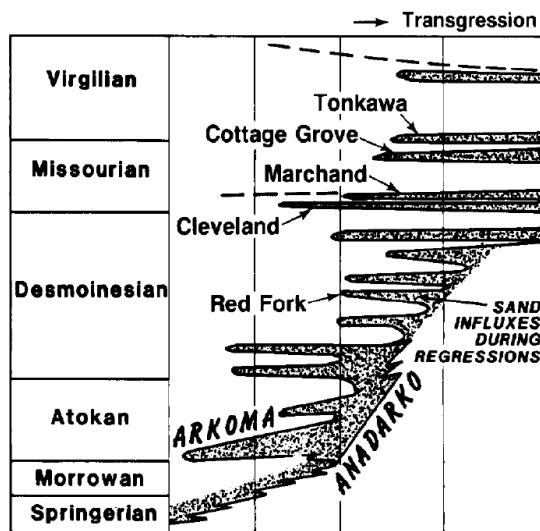 → Transgression
Virgilian
Tonkawa
Cottage Grove
Missourian
Marchand
Cleveland
Desmoinesian
Red Fork
SAND
INFLUXES
DURING
REGRESSIONS
Atokan
ARKOMA
ANADARKO
Morrowan
Springerian